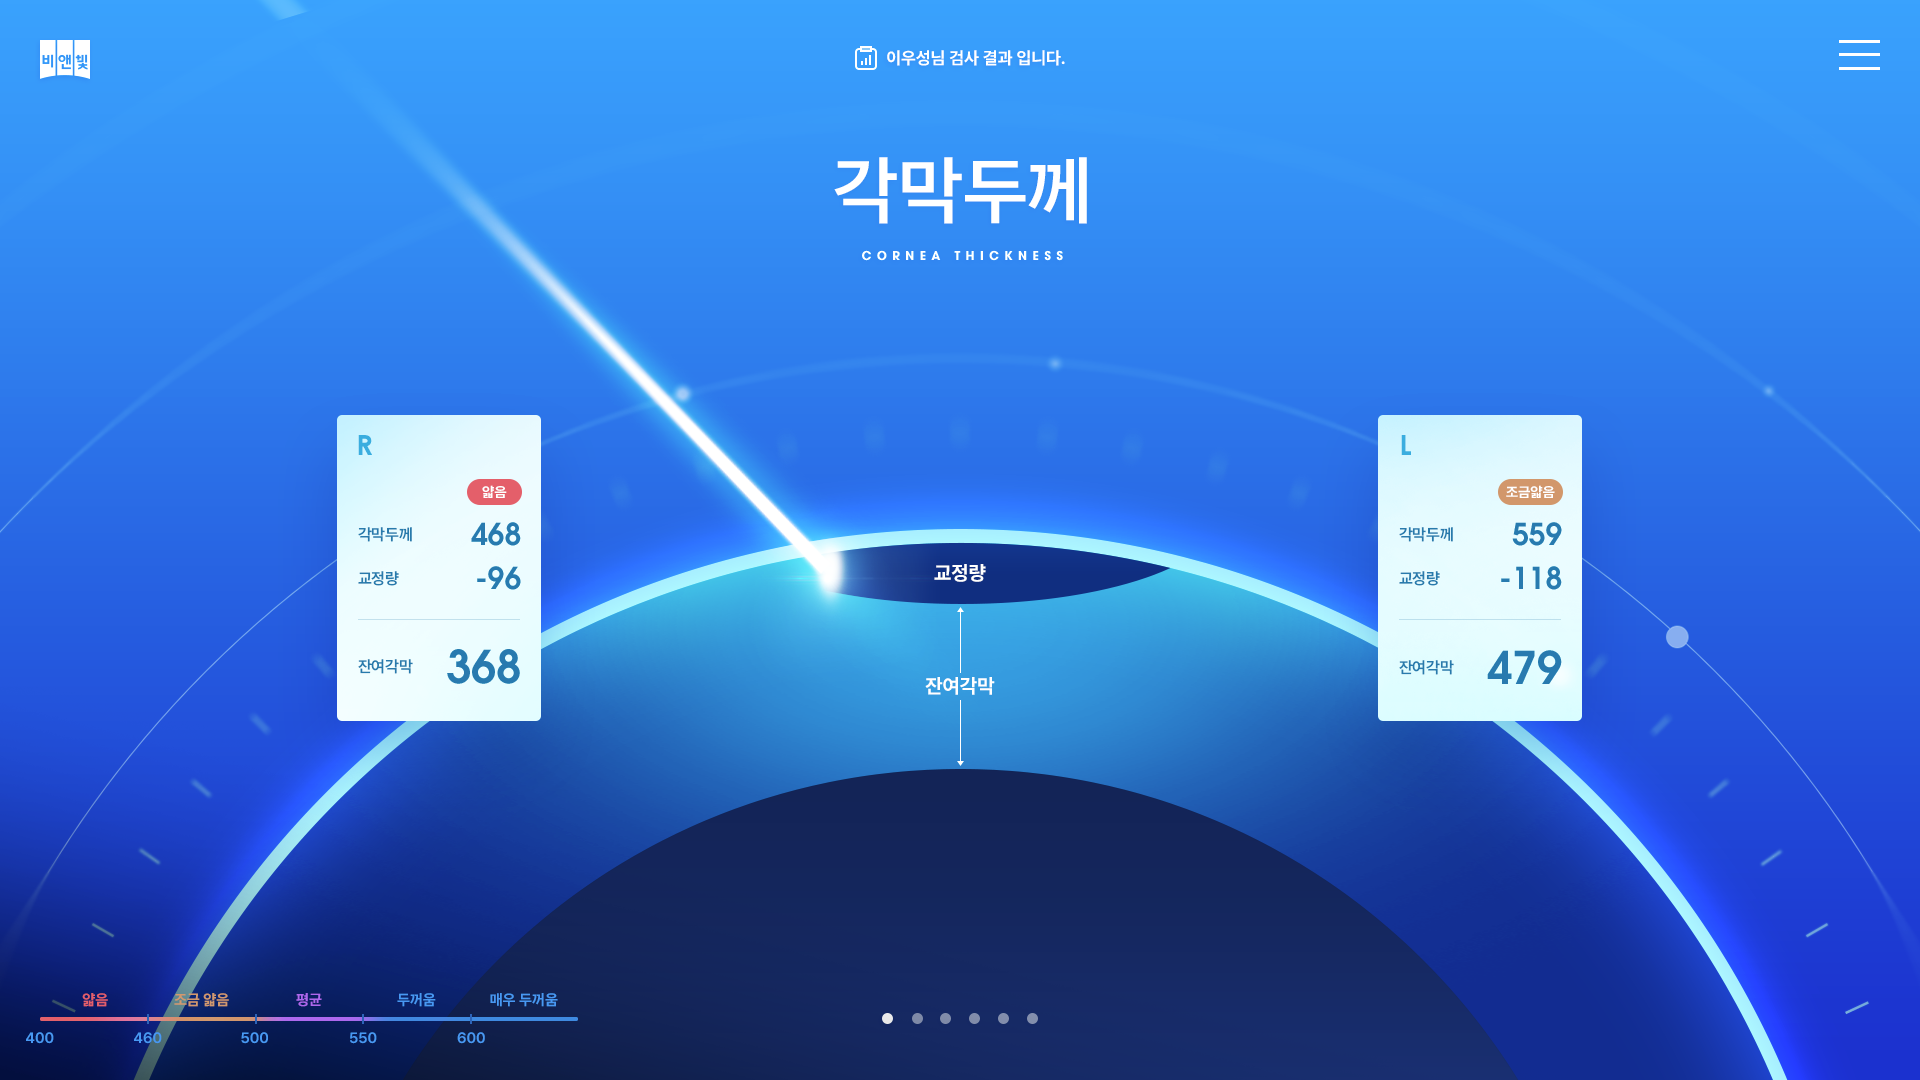 비앤빛
이우성님 검사 결과 입니다.
각막두께
CORNEA THICKNESS
R
얇음
각막두께 468
교정량 -96
잔여각막 368
L
조금얇음
각막두께 559
교정량 -118
잔여각막 479
교정량
잔여각막
얇음 조금 얇음 평균 두꺼움 매우 두꺼움
400 460 500 550 600